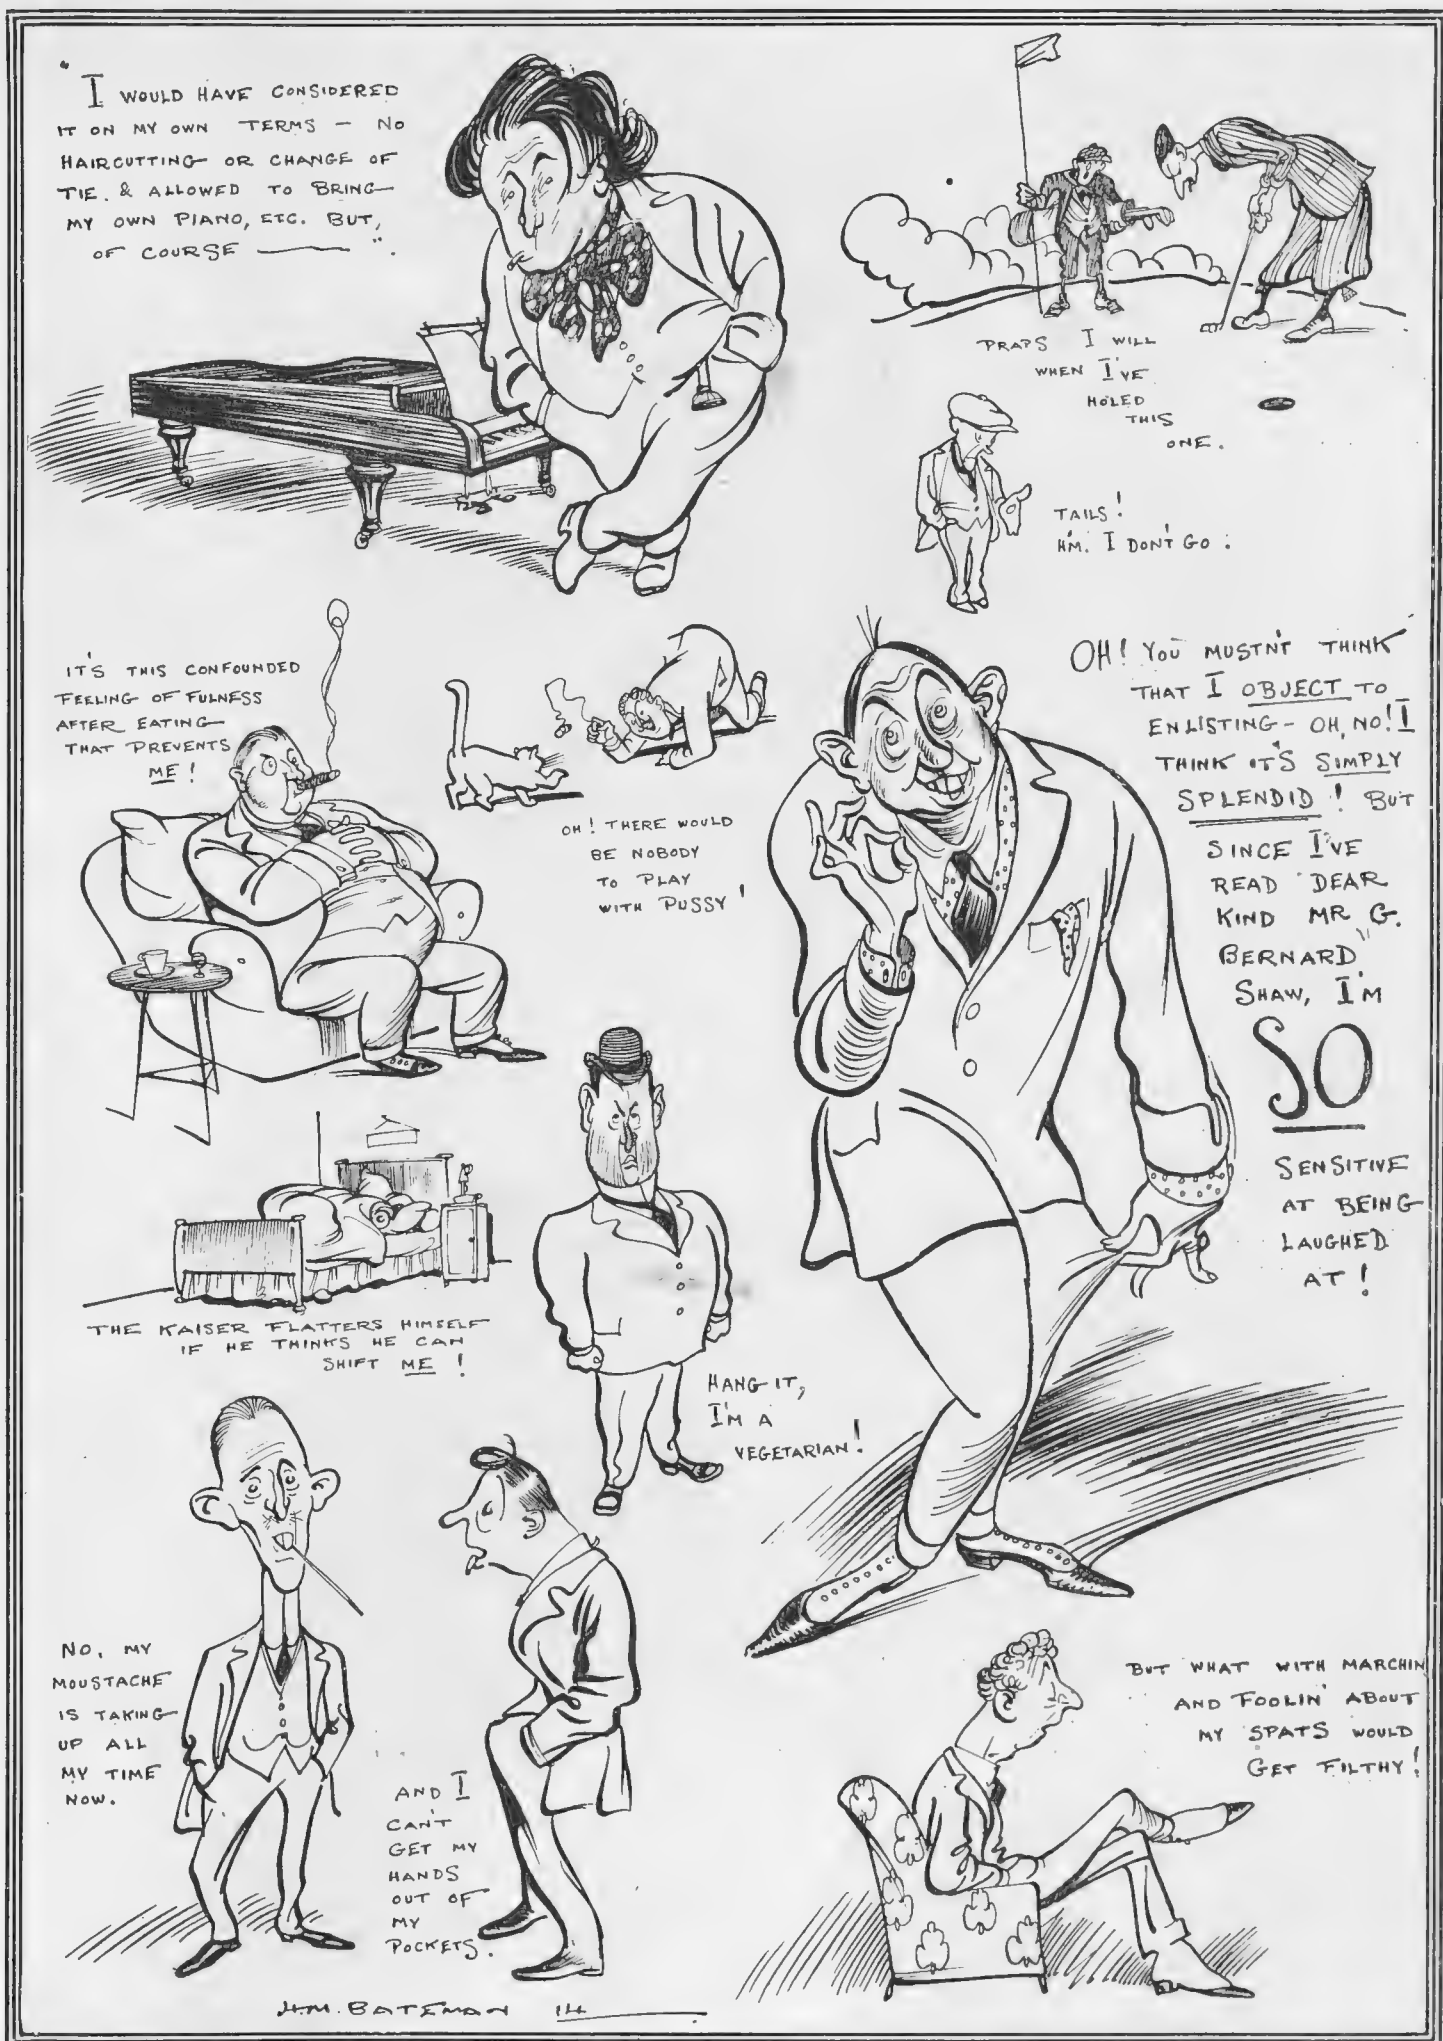 "I WOULD HAVE CONSIDERED
IT ON MY OWN TERMS – NO
HAIRCUTTING OR CHANGE OF
TIE. & ALLOWED TO BRING
MY OWN PIANO, ETC. BUT,
OF COURSE ——— ".
PRAPS I WILL
WHEN I'VE
HOLED
THIS
ONE.
TAILS!
H'M. I DON'T GO.
IT'S THIS CONFOUNDED
FEELING OF FULNESS
AFTER EATING
THAT PREVENTS
ME!
OH! THERE WOULD
BE NOBODY
TO PLAY
WITH PUSSY!
OH! YOU MUSTN'T THINK
THAT I OBJECT TO
ENLISTING – OH, NO! I
THINK IT'S SIMPLY
SPLENDID! BUT
SINCE I'VE
READ "DEAR
KIND MR G.
BERNARD"
SHAW, I'M
SO
SENSITIVE
AT BEING
LAUGHED
AT!
THE KAISER FLATTERS HIMSELF
IF HE THINKS HE CAN
SHIFT ME!
HANG IT,
I'M A
VEGETARIAN!
NO, MY
MOUSTACHE
IS TAKING
UP ALL
MY TIME
NOW.
AND I
CAN'T
GET MY
HANDS
OUT OF
MY
POCKETS.
BUT WHAT WITH MARCHIN
AND FOOLIN' ABOUT
MY SPATS WOULD
GET FILTHY!
H.M. BATEMAN 14